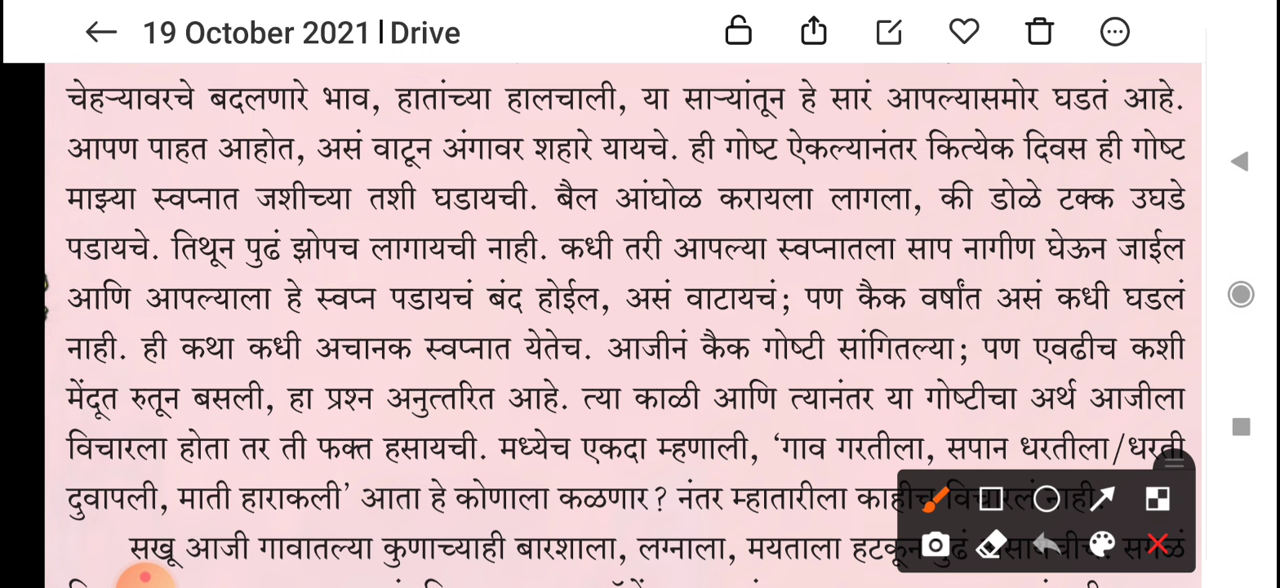 19 October 2021 | Drive
चेहऱ्यावरचे बदलणारे भाव, हातांच्या हालचाली, या साऱ्यांतून हे सारं आपल्यासमोर घडतं आहे.
आपण पाहत आहोत, असं वाटून अंगावर शहारे यायचे. ही गोष्ट ऐकल्यानंतर कित्येक दिवस ही गोष्ट
माझ्या स्वप्नात जशीच्या तशी घडायची. बैल आंघोळ करायला लागला, की डोळे टक्क उघडे
पडायचे. तिथून पुढं झोपच लागायची नाही. कधी तरी आपल्या स्वप्नातला साप नागीण घेऊन जाईल
आणि आपल्याला हे स्वप्न पडायचं बंद होईल, असं वाटायचं; पण कैक वर्षांत असं कधी घडलं
नाही. ही कथा कधी अचानक स्वप्नात येतेच. आजीनं कैक गोष्टी सांगितल्या; पण एवढीच कशी
मेंदूत रुतून बसली, हा प्रश्न अनुत्तरित आहे. त्या काळी आणि त्यानंतर या गोष्टीचा अर्थ आजीला
विचारला होता तर ती फक्त हसायची. मध्येच एकदा म्हणाली, ‘गाव गरतीला, सपान धरतीला/धरती
दुवापली, माती हाराकली’ आता हे कोणाला कळणार? नंतर म्हातारीला काहीच विचारलं नाही.
सखू आजी गावातल्या कुणाच्याही बारशाला, लग्नाला, मयताला हटकून पुढं